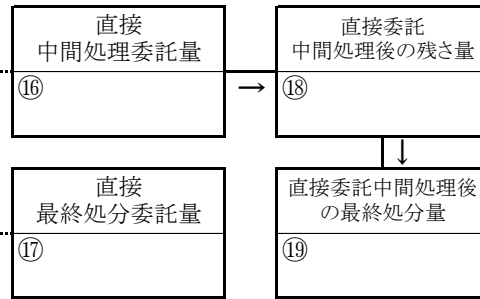 直接
中間処理委託量
⑯
→
直接委託
中間処理後の残さ量
⑱
↓
直接
最終処分委託量
⑰
直接委託中間処理後
の最終処分量
⑲